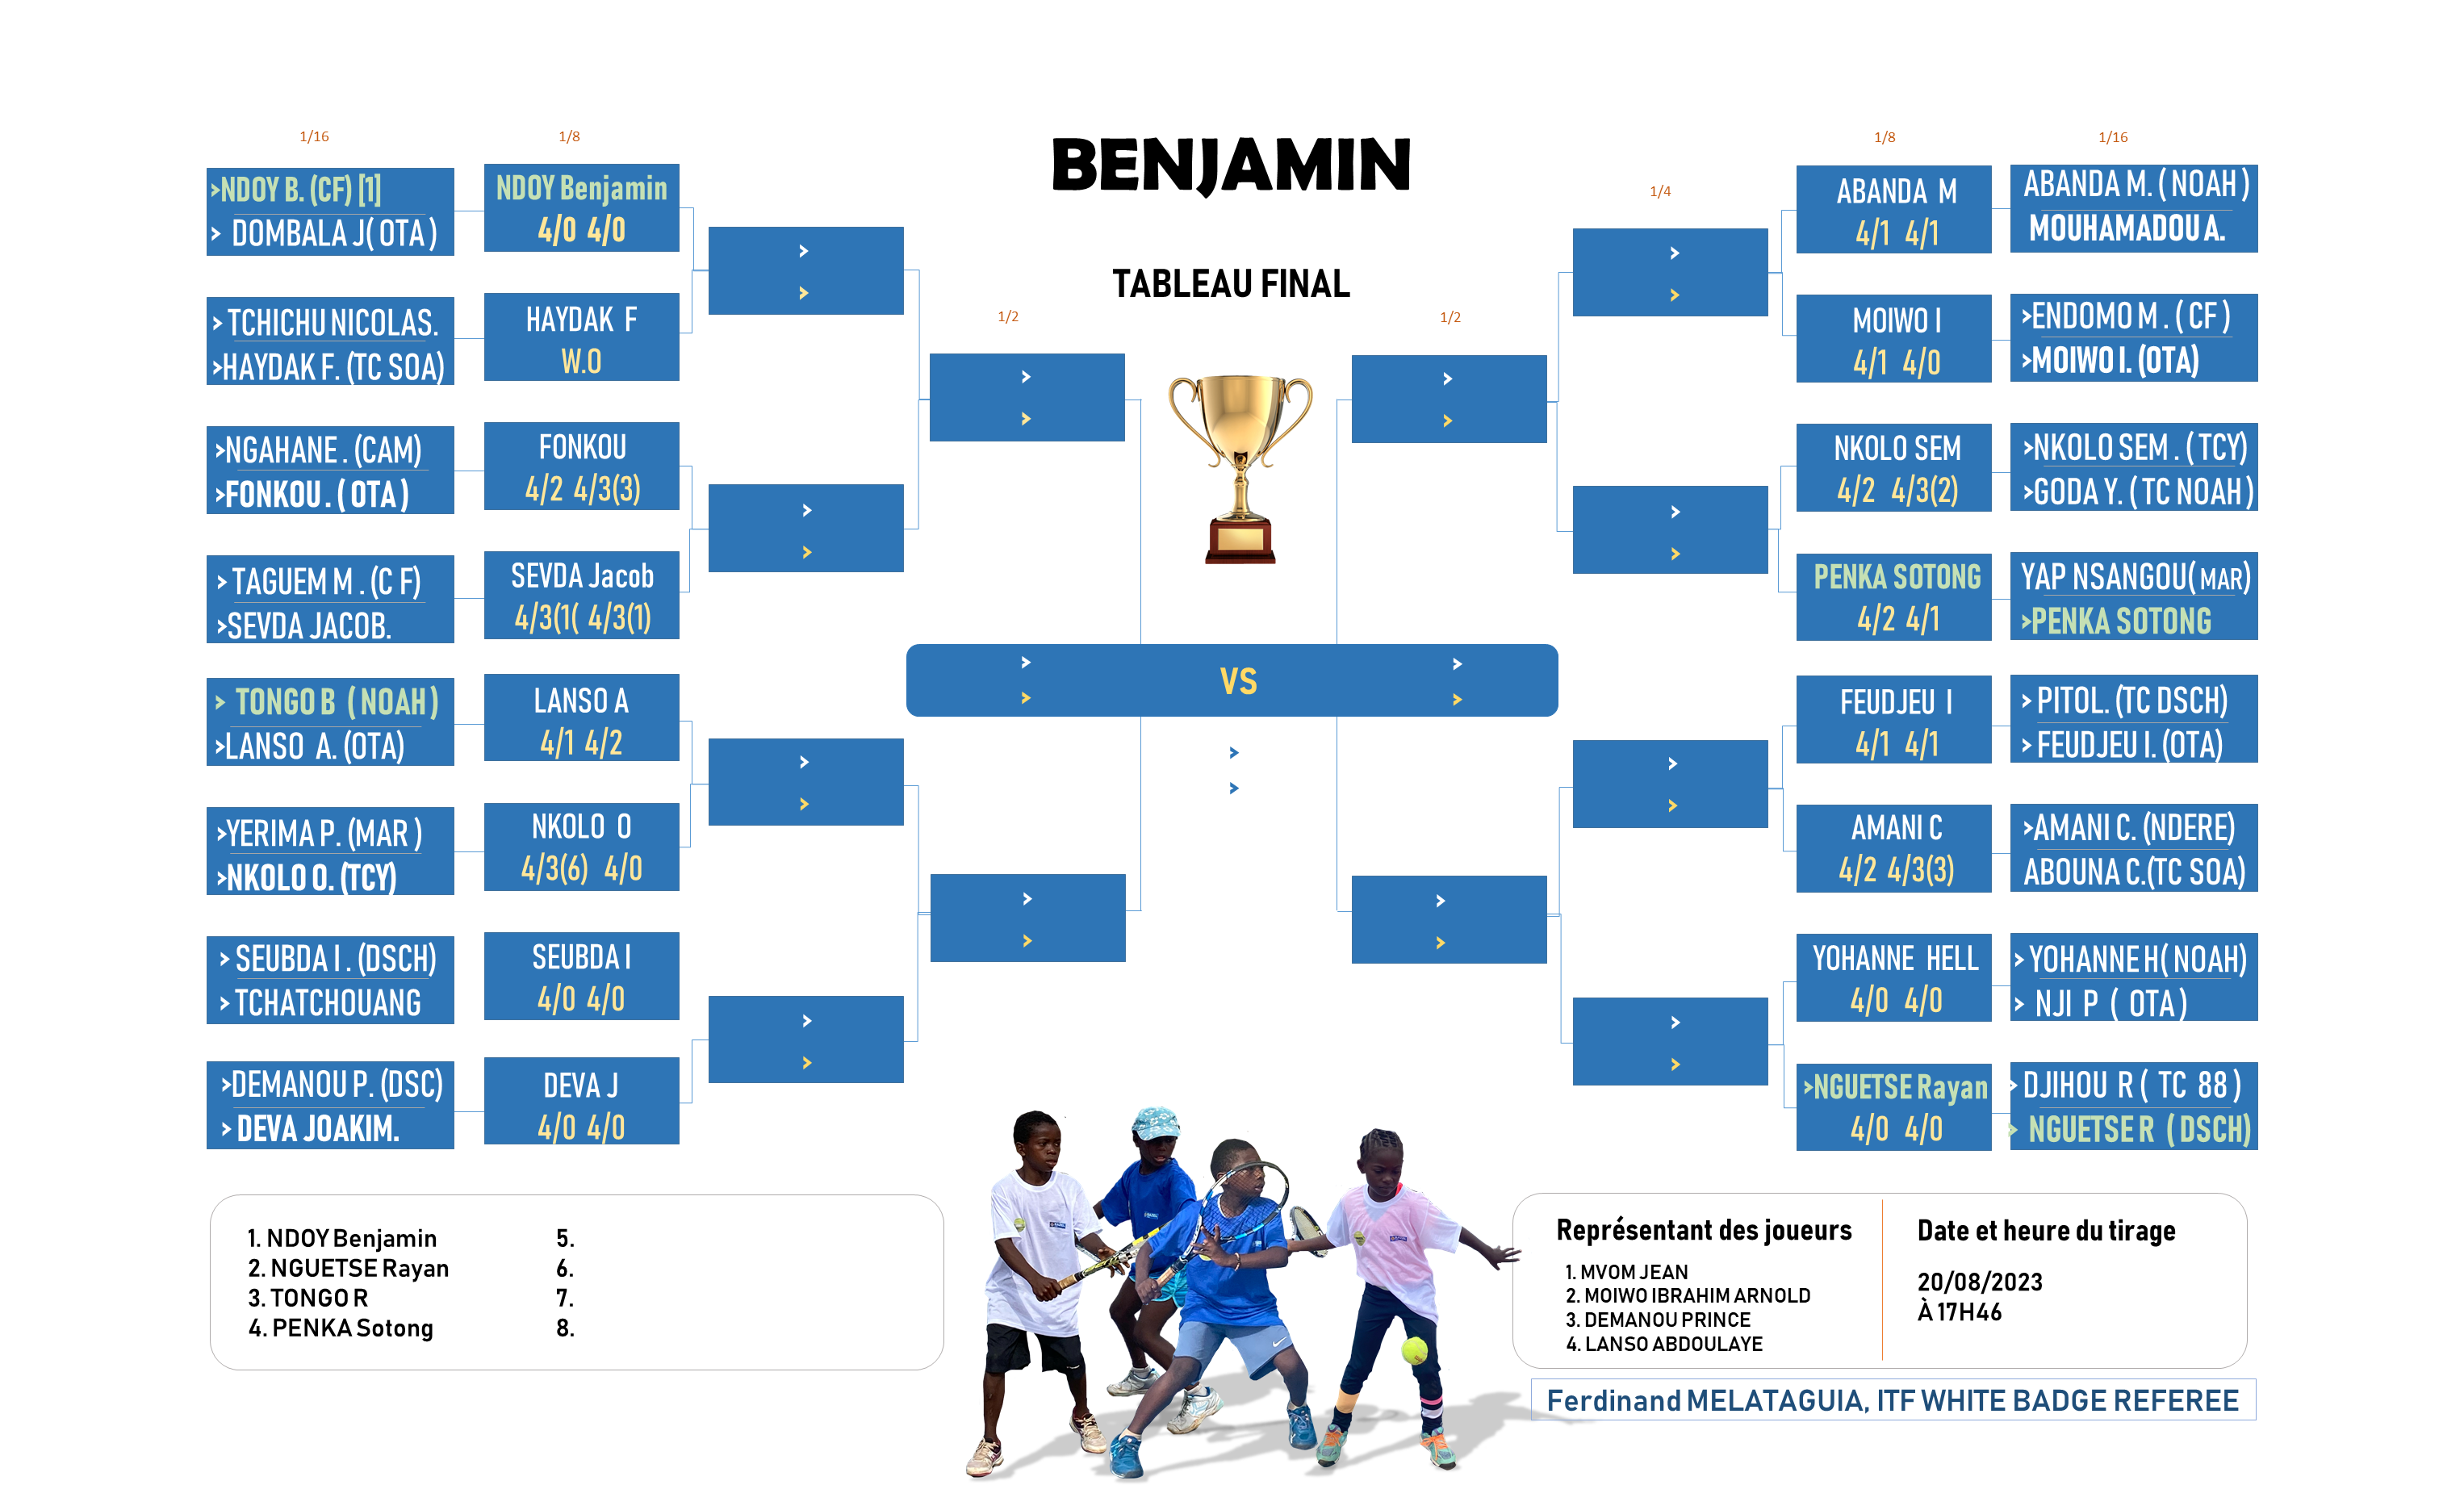 BENJAMIN
TABLEAU FINAL
1/16
1/8
1/2
1/2
1/4
1/8
1/16
>NDOY B. (CF) [1]
> DOMBALA J( OTA )
> TCHICHU NICOLAS.
>HAYDAK F. (TC SOA)
>NGAHANE . (CAM)
>FONKOU . ( OTA )
> TAGUEM M . (C F)
>SEVDA JACOB.
> TONGO B ( NOAH )
>LANSO A. (OTA)
>YERIMA P. (MAR )
>NKOLO O. (TCY)
> SEUBDA I . (DSCH)
> TCHATCHOUANG
>DEMANOU P. (DSC)
> DEVA JOAKIM.
NDOY Benjamin
4/0 4/0
HAYDAK F
W.O
FONKOU
4/2 4/3(3)
SEVDA Jacob
4/3(1( 4/3(1)
LANSO A
4/1 4/2
NKOLO O
4/3(6) 4/0
SEUBDA I
4/0 4/0
DEVA J
4/0 4/0
>
>
>
>
>
>
>
>
>
>
>
>
> VS >
> >
>
>
>
>
>
>
>
>
>
>
>
>
>
>
ABANDA M
4/1 4/1
MOIWO I
4/1 4/0
NKOLO SEM
4/2 4/3(2)
PENKA SOTONG
4/2 4/1
FEUDJEU I
4/1 4/1
AMANI C
4/2 4/3(3)
YOHANNE HELL
4/0 4/0
>NGUETSE Rayan
4/0 4/0
ABANDA M. ( NOAH )
MOUHAMADOU A.
>ENDOMO M . ( CF )
>MOIWO I. (OTA)
>NKOLO SEM . ( TCY)
>GODA Y. ( TC NOAH )
YAP NSANGOU( MAR)
>PENKA SOTONG
> PITOL. (TC DSCH)
> FEUDJEU I. (OTA)
>AMANI C. (NDERE)
ABOUNA C.(TC SOA)
> YOHANNE H( NOAH)
> NJI P ( OTA )
> DJIHOU R ( TC 88 )
> NGUETSE R ( DSCH)
1. NDOY Benjamin
2. NGUETSE Rayan
3. TONGO R
4. PENKA Sotong
5.
6.
7.
8.
Représentant des joueurs
1. MVOM JEAN
2. MOIWO IBRAHIM ARNOLD
3. DEMANOU PRINCE
4. LANSO ABDOULAYE
Date et heure du tirage
20/08/2023
À 17H46
Ferdinand MELATAGUIA, ITF WHITE BADGE REFEREE